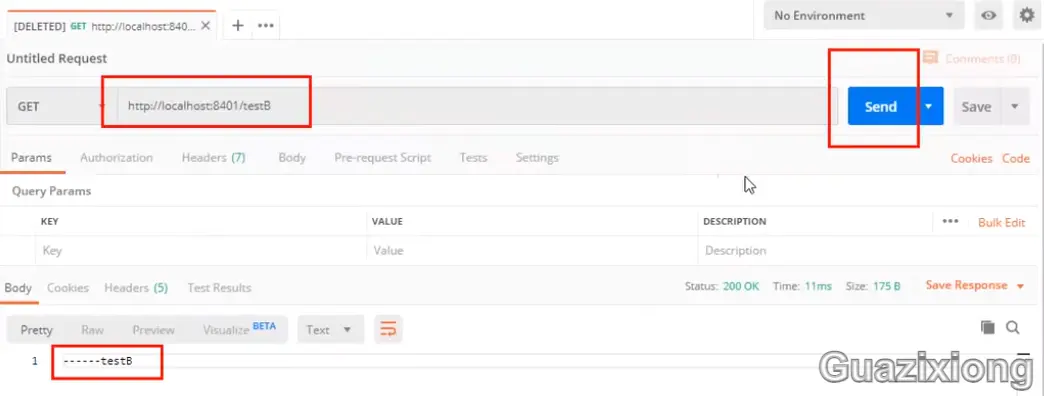 [DELETED] GET http://localhost:840... × + •••
No Environment
Untitled Request
Comments (0)
GET http://localhost:8401/testB Send Save
Params Authorization Headers (7) Body Pre-request Script Tests Settings Cookies Code
Query Params
KEY VALUE DESCRIPTION ••• Bulk Edit
Key Value Description
Body Cookies Headers (5) Test Results Status: 200 OK Time: 11ms Size: 175 B Save Response
Pretty Raw Preview Visualize BETA Text
1 ------testB
Guazixiong